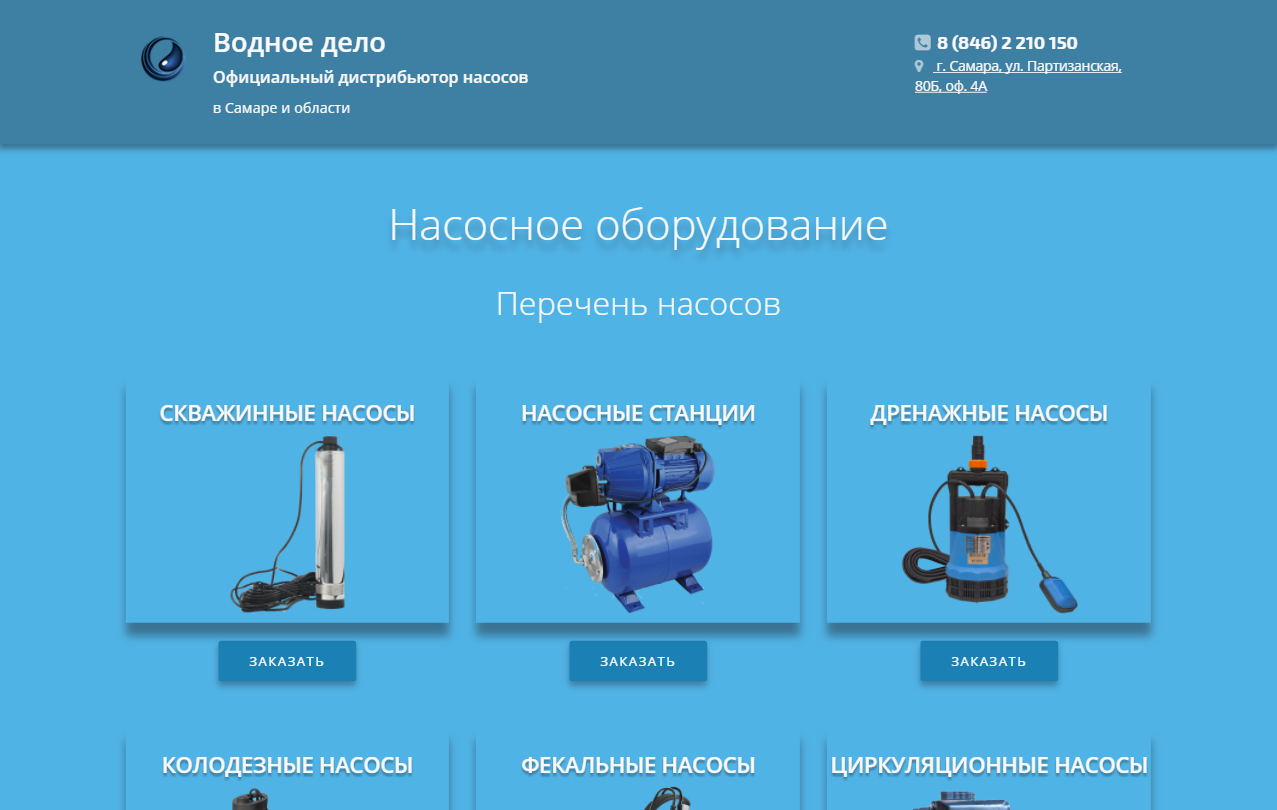 Водное дело
Официальный дистрибьютор насосов
в Самаре и области
8 (846) 2 210 150
г. Самара, ул. Партизанская,
80Б, оф. 4А
Насосное оборудование
Перечень насосов
СКВАЖИННЫЕ НАСОСЫ
НАСОСНЫЕ СТАНЦИИ
ДРЕНАЖНЫЕ НАСОСЫ
ЗАКАЗАТЬ
ЗАКАЗАТЬ
ЗАКАЗАТЬ
КОЛОДЕЗНЫЕ НАСОСЫ
ФЕКАЛЬНЫЕ НАСОСЫ
ЦИРКУЛЯЦИОННЫЕ НАСОСЫ